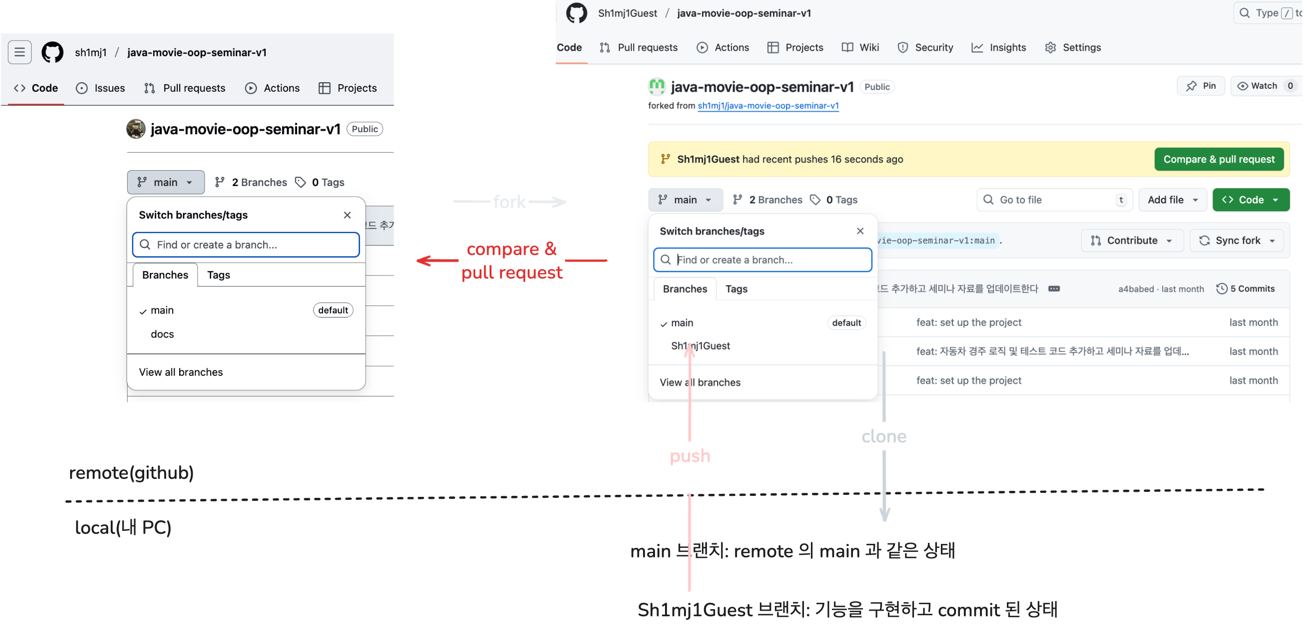 sh1mj1 / java-movie-oop-seminar-v1
Code Issues Pull requests Actions Projects
java-movie-oop-seminar-v1 Public
main 2 Branches 0 Tags
Switch branches/tags
드 추가
Find or create a branch...
Branches Tags
main default
docs
View all branches
fork
compare &
pull request
Sh1mj1Guest / java-movie-oop-seminar-v1
Type / to
Code Pull requests Actions Projects Wiki Security Insights Settings
java-movie-oop-seminar-v1 Public
Pin Watch 0
forked from sh1mj1/java-movie-oop-seminar-v1
Sh1mj1Guest had recent pushes 16 seconds ago Compare & pull request
main 2 Branches 0 Tags Go to file t Add file Code
Switch branches/tags
vie-oop-seminar-v1:main . Contribute Sync fork
Find or create a branch...
Branches Tags
드 추가하고 세미나 자료를 업데이트한다 a4babed · last month 5 Commits
main default
feat: set up the project last month
Sh1mj1Guest
feat: 자동차 경주 로직 및 테스트 코드 추가하고 세미나 자료를 업데... last month
View all branches
feat: set up the project last month
clone
push
remote(github)
local(내 PC)
main 브랜치: remote 의 main 과 같은 상태
Sh1mj1Guest 브랜치: 기능을 구현하고 commit 된 상태